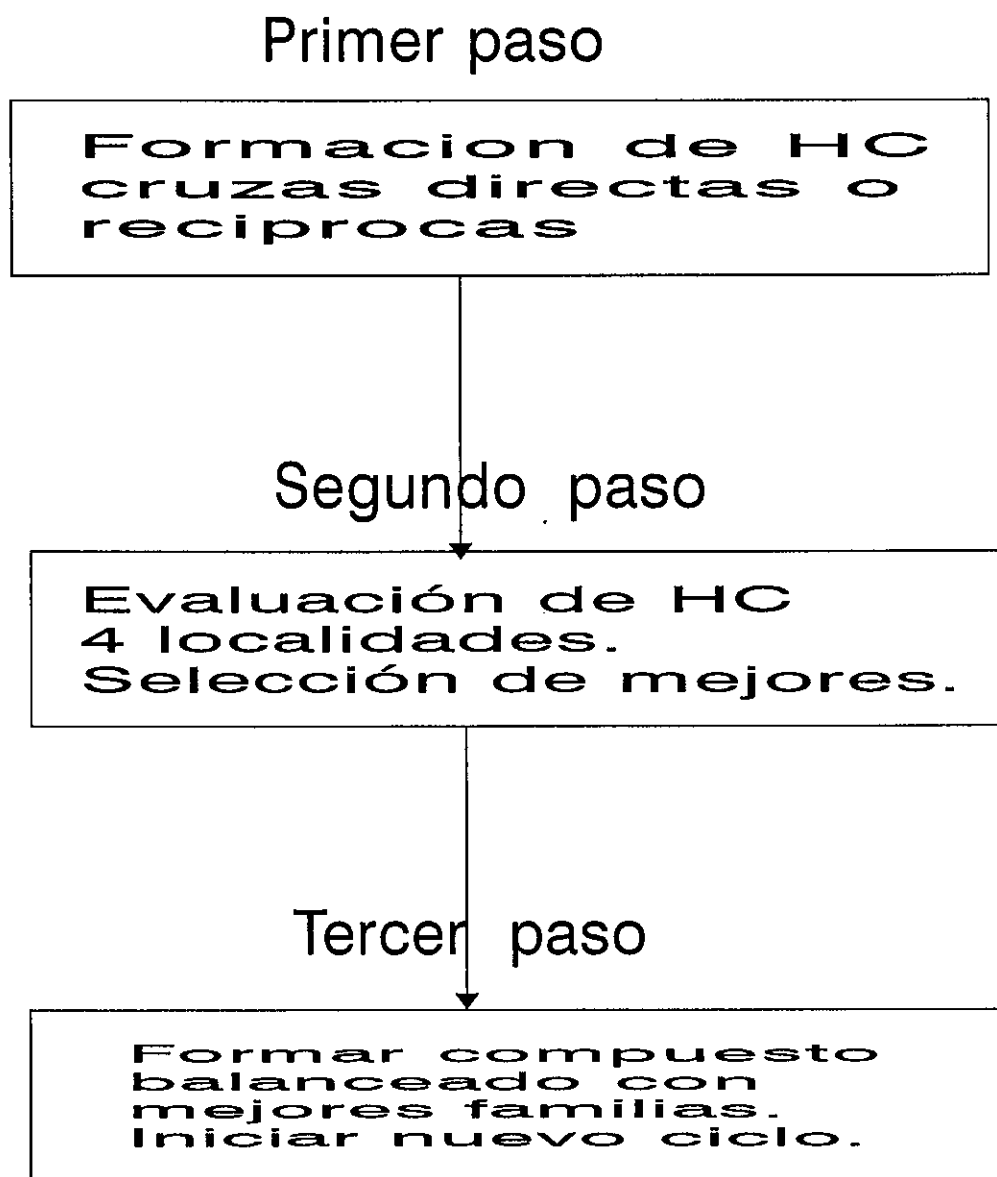 Primer paso
Formacion de HC
cruzas directas o
reciprocas
Segundo paso
Evaluación de HC
4 localidades.
Selección de mejores.
Tercer paso
Formar compuesto
balanceado con
mejores familias.
Iniciar nuevo ciclo.